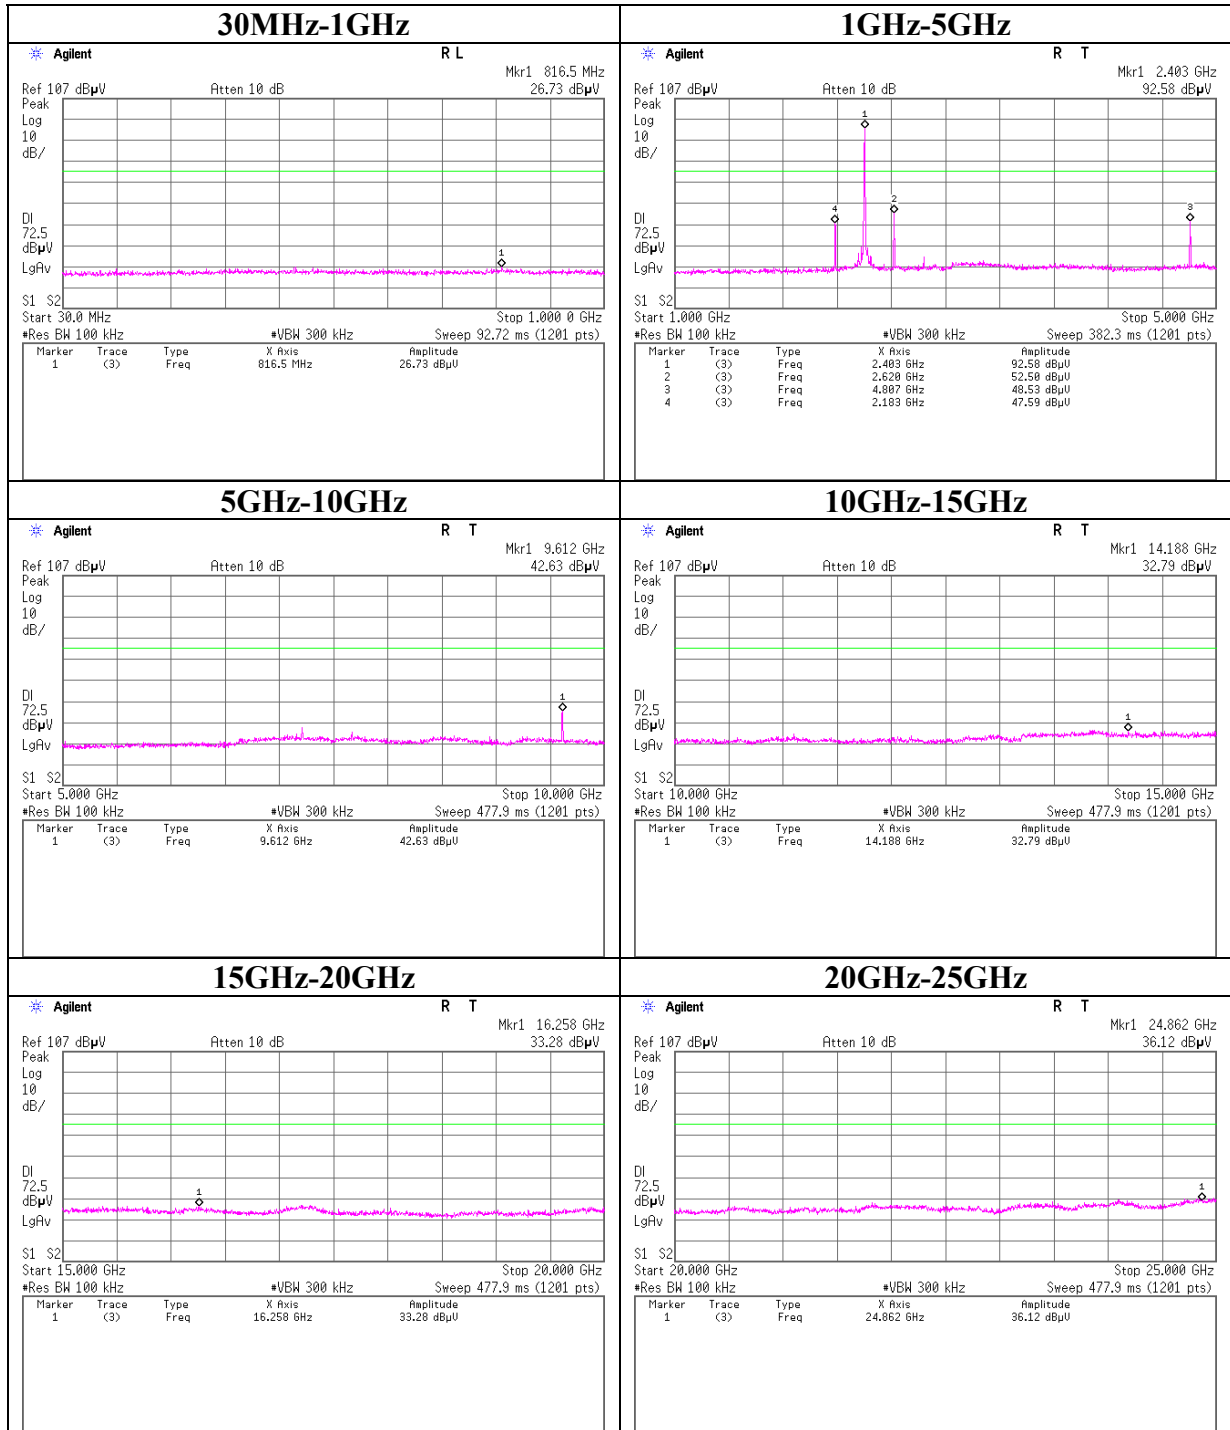 30MHz-1GHz
Agilent R L
Mkr1 816.5 MHz
Ref 107 dBµV Atten 10 dB 26.73 dBµV
Peak
Log
10
dB/
1
DI
72.5
dBµV
LgAv
S1 S2
Start 30.0 MHz Stop 1.000 0 GHz
#Res BW 100 kHz #VBW 300 kHz Sweep 92.72 ms (1201 pts)
Marker Trace Type X Axis Amplitude
1 (3) Freq 816.5 MHz 26.73 dBµV
1GHz-5GHz
Agilent R T
Mkr1 2.403 GHz
Ref 107 dBµV Atten 10 dB 92.58 dBµV
Peak
Log
10
dB/
1
2
3
4
DI
72.5
dBµV
LgAv
S1 S2
Start 1.000 GHz Stop 5.000 GHz
#Res BW 100 kHz #VBW 300 kHz Sweep 382.3 ms (1201 pts)
Marker Trace Type X Axis Amplitude
1 (3) Freq 2.403 GHz 92.58 dBµV
2 (3) Freq 2.620 GHz 52.50 dBµV
3 (3) Freq 4.807 GHz 48.53 dBµV
4 (3) Freq 2.183 GHz 47.59 dBµV
5GHz-10GHz
Agilent R T
Mkr1 9.612 GHz
Ref 107 dBµV Atten 10 dB 42.63 dBµV
Peak
Log
10
dB/
1
DI
72.5
dBµV
LgAv
S1 S2
Start 5.000 GHz Stop 10.000 GHz
#Res BW 100 kHz #VBW 300 kHz Sweep 477.9 ms (1201 pts)
Marker Trace Type X Axis Amplitude
1 (3) Freq 9.612 GHz 42.63 dBµV
10GHz-15GHz
Agilent R T
Mkr1 14.188 GHz
Ref 107 dBµV Atten 10 dB 32.79 dBµV
Peak
Log
10
dB/
1
DI
72.5
dBµV
LgAv
S1 S2
Start 10.000 GHz Stop 15.000 GHz
#Res BW 100 kHz #VBW 300 kHz Sweep 477.9 ms (1201 pts)
Marker Trace Type X Axis Amplitude
1 (3) Freq 14.188 GHz 32.79 dBµV
15GHz-20GHz
Agilent R T
Mkr1 16.258 GHz
Ref 107 dBµV Atten 10 dB 33.28 dBµV
Peak
Log
10
dB/
1
DI
72.5
dBµV
LgAv
S1 S2
Start 15.000 GHz Stop 20.000 GHz
#Res BW 100 kHz #VBW 300 kHz Sweep 477.9 ms (1201 pts)
Marker Trace Type X Axis Amplitude
1 (3) Freq 16.258 GHz 33.28 dBµV
20GHz-25GHz
Agilent R T
Mkr1 24.862 GHz
Ref 107 dBµV Atten 10 dB 36.12 dBµV
Peak
Log
10
dB/
1
DI
72.5
dBµV
LgAv
S1 S2
Start 20.000 GHz Stop 25.000 GHz
#Res BW 100 kHz #VBW 300 kHz Sweep 477.9 ms (1201 pts)
Marker Trace Type X Axis Amplitude
1 (3) Freq 24.862 GHz 36.12 dBµV